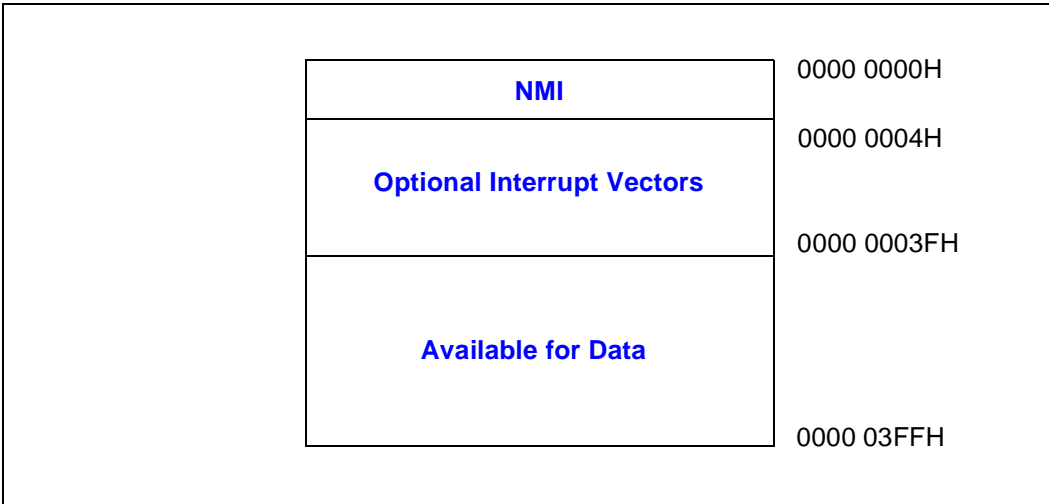 NMI
0000 0000H
0000 0004H
Optional Interrupt Vectors
0000 0003FH
Available for Data
0000 03FFH